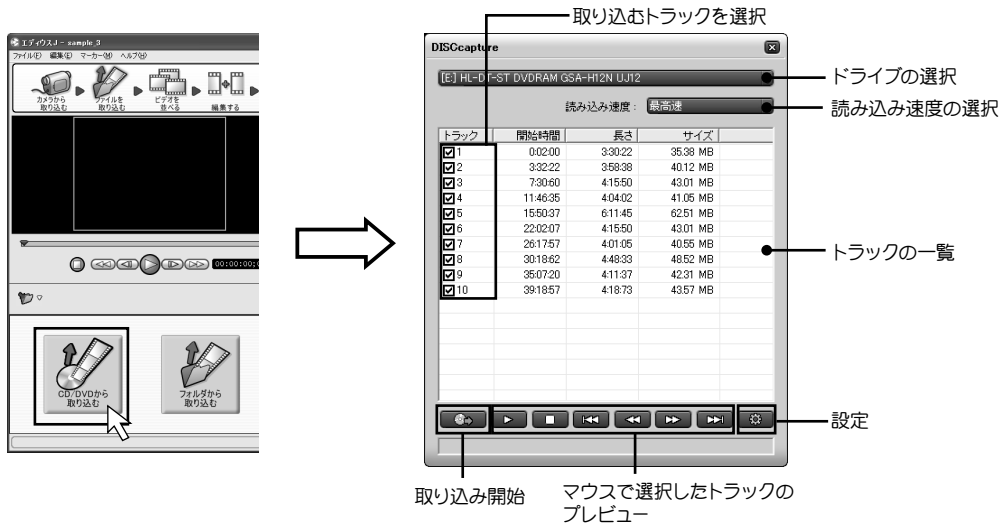 取り込むトラックを選択
エディウスJ - sample_3
ファイル(F) 編集(E) マーカー(M) ヘルプ(H)
カメラから
取り込む
ファイルを
取り込む
ビデオを
並べる
編集する
00:00:00:0
CD/DVDから
取り込む
フォルダから
取り込む
DISCcapture
[E:] HL-DT-ST DVDRAM GSA-H12N UJ12
ドライブの選択
読み込み速度: 最高速
読み込み速度の選択
トラック 開始時間 長さ サイズ
1 0:02:00 3:30:22 35.38 MB
2 3:32:22 3:58:38 40.12 MB
3 7:30:60 4:15:50 43.01 MB
4 11:46:35 4:04:02 41.05 MB
5 15:50:37 6:11:45 62.51 MB
6 22:02:07 4:15:50 43.01 MB
7 26:17:57 4:01:05 40.55 MB
8 30:18:62 4:48:33 48.52 MB
9 35:07:20 4:11:37 42.31 MB
10 39:18:57 4:18:73 43.57 MB
トラックの一覧
設定
取り込み開始
マウスで選択したトラックの
プレビュー